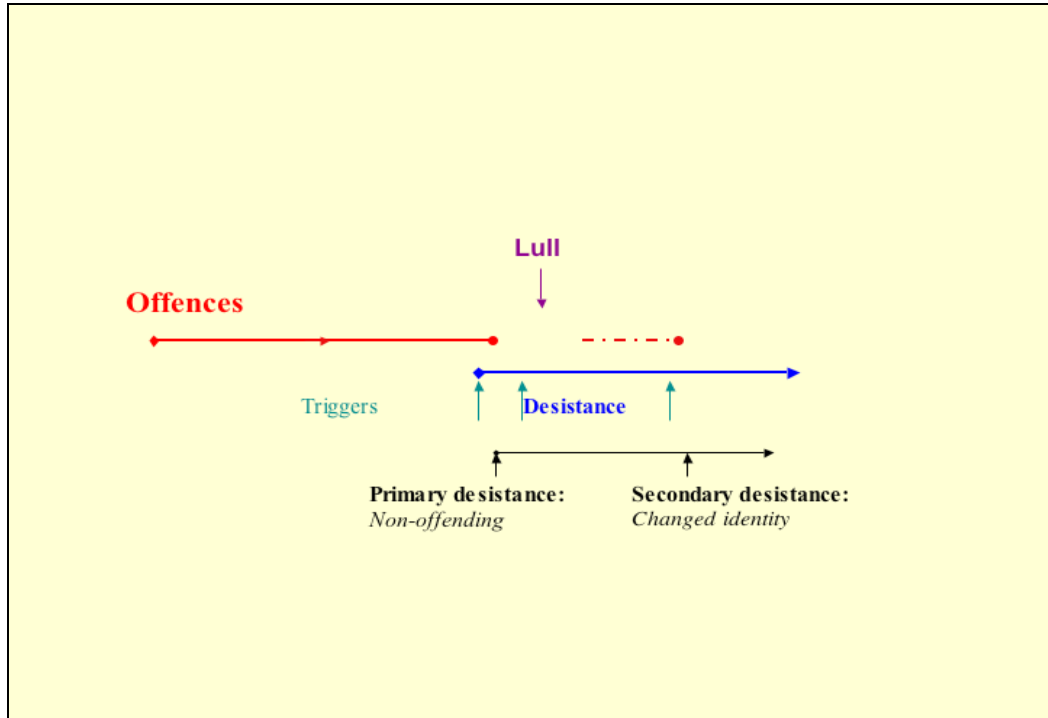 Lull
Offences
Triggers
Desistance
Primary desistance:
Non-offending
Secondary desistance:
Changed identity